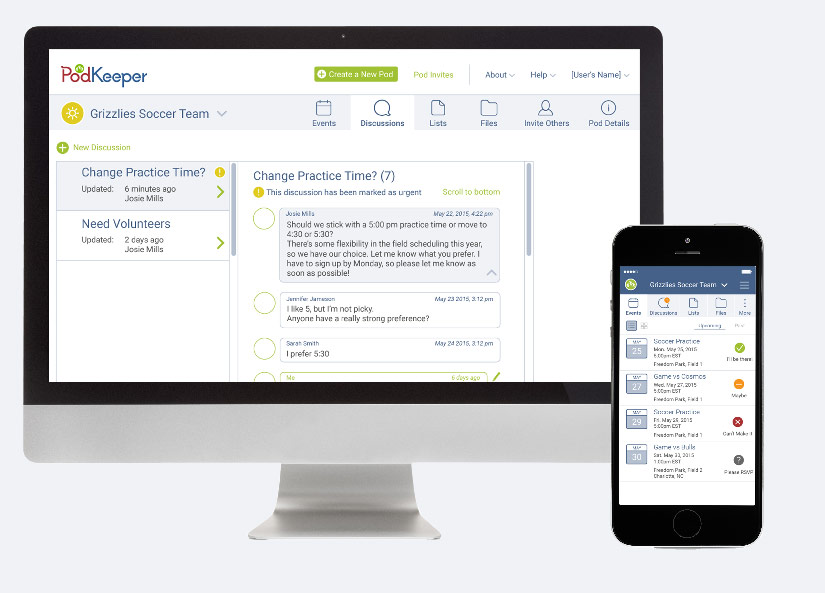 PodKeeper
Create a New Pod
Pod Invites
About
Help
[User's Name]
Grizzlies Soccer Team
Events
Discussions
Lists
Files
Invite Others
Pod Details
New Discussion
Change Practice Time?
Updated: 6 minutes ago
Josie Mills
Need Volunteers
Updated: 2 days ago
Josie Mills
Change Practice Time? (7)
This discussion has been marked as urgent
Scroll to bottom
Josie Mills May 22, 2015, 4:22 pm
Should we stick with a 5:00 pm practice time or move to
4:30 or 5:30?
There's some flexibility in the field scheduling this year,
so we have our choice. Let me know what you prefer. I
have to sign up by Monday, so please let me know as
soon as possible!
Jennifer Jameson May 23 2015, 3:12 pm
I like 5, but I'm not picky.
Anyone have a really strong preference?
Sarah Smith May 24 2015, 3:12 pm
I prefer 5:30
Me 6 days ago
Grizzlies Soccer Team
Events
Discussions
Lists
Files
More
Upcoming
Past
MAY
25
Soccer Practice
Mon. May 25, 2015
5:00pm EST
Freedom Park, Field 1
I'll be there!
MAY
27
Game vs Cosmos
Wed. May 27, 2015
5:00pm EST
Freedom Park, Field 1
Maybe
MAY
29
Soccer Practice
Fri. May 29, 2015
5:00pm EST
Freedom Park, Field 1
Can't Make It
MAY
30
Game vs Bulls
Sat. May 30, 2015
1:00am EST
Freedom Park, Field 2
Charlotte, NC
Please RSVP